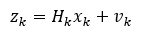 z_k = H_k x_k + v_k